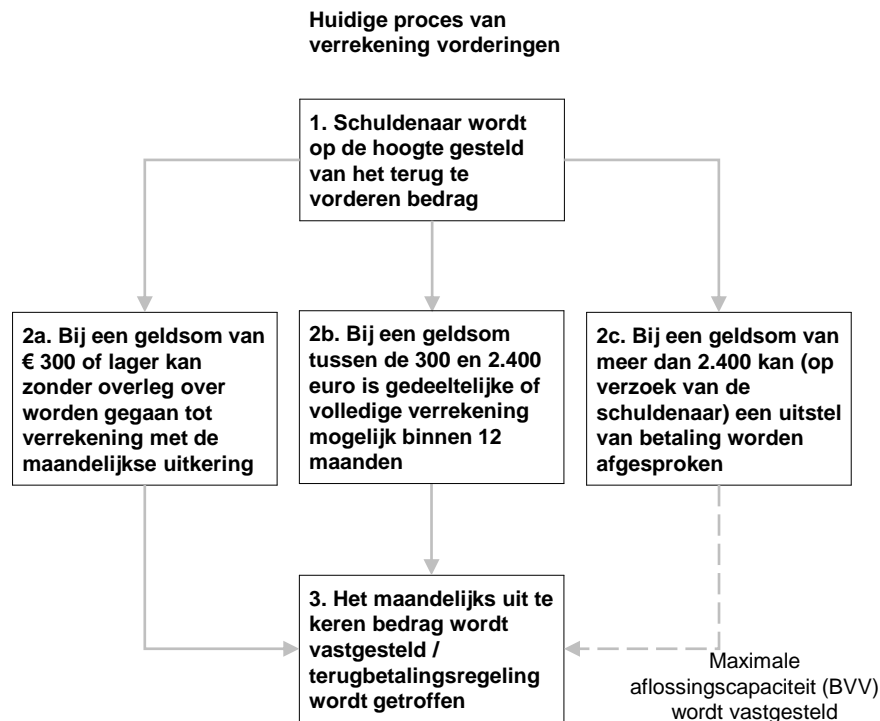 Huidige proces van
verrekening vorderingen
1. Schuldenaar wordt
op de hoogte gesteld
van het terug te
vorderen bedrag
2a. Bij een geldsom van
€ 300 of lager kan
zonder overleg over
worden gegaan tot
verrekening met de
maandelijkse uitkering
2b. Bij een geldsom
tussen de 300 en 2.400
euro is gedeeltelijke of
volledige verrekening
mogelijk binnen 12
maanden
2c. Bij een geldsom van
meer dan 2.400 kan (op
verzoek van de
schuldenaar) een uitstel
van betaling worden
afgesproken
3. Het maandelijks uit te
keren bedrag wordt
vastgesteld /
terugbetalingsregeling
wordt getroffen
Maximale
aflossingscapaciteit (BVV)
wordt vastgesteld